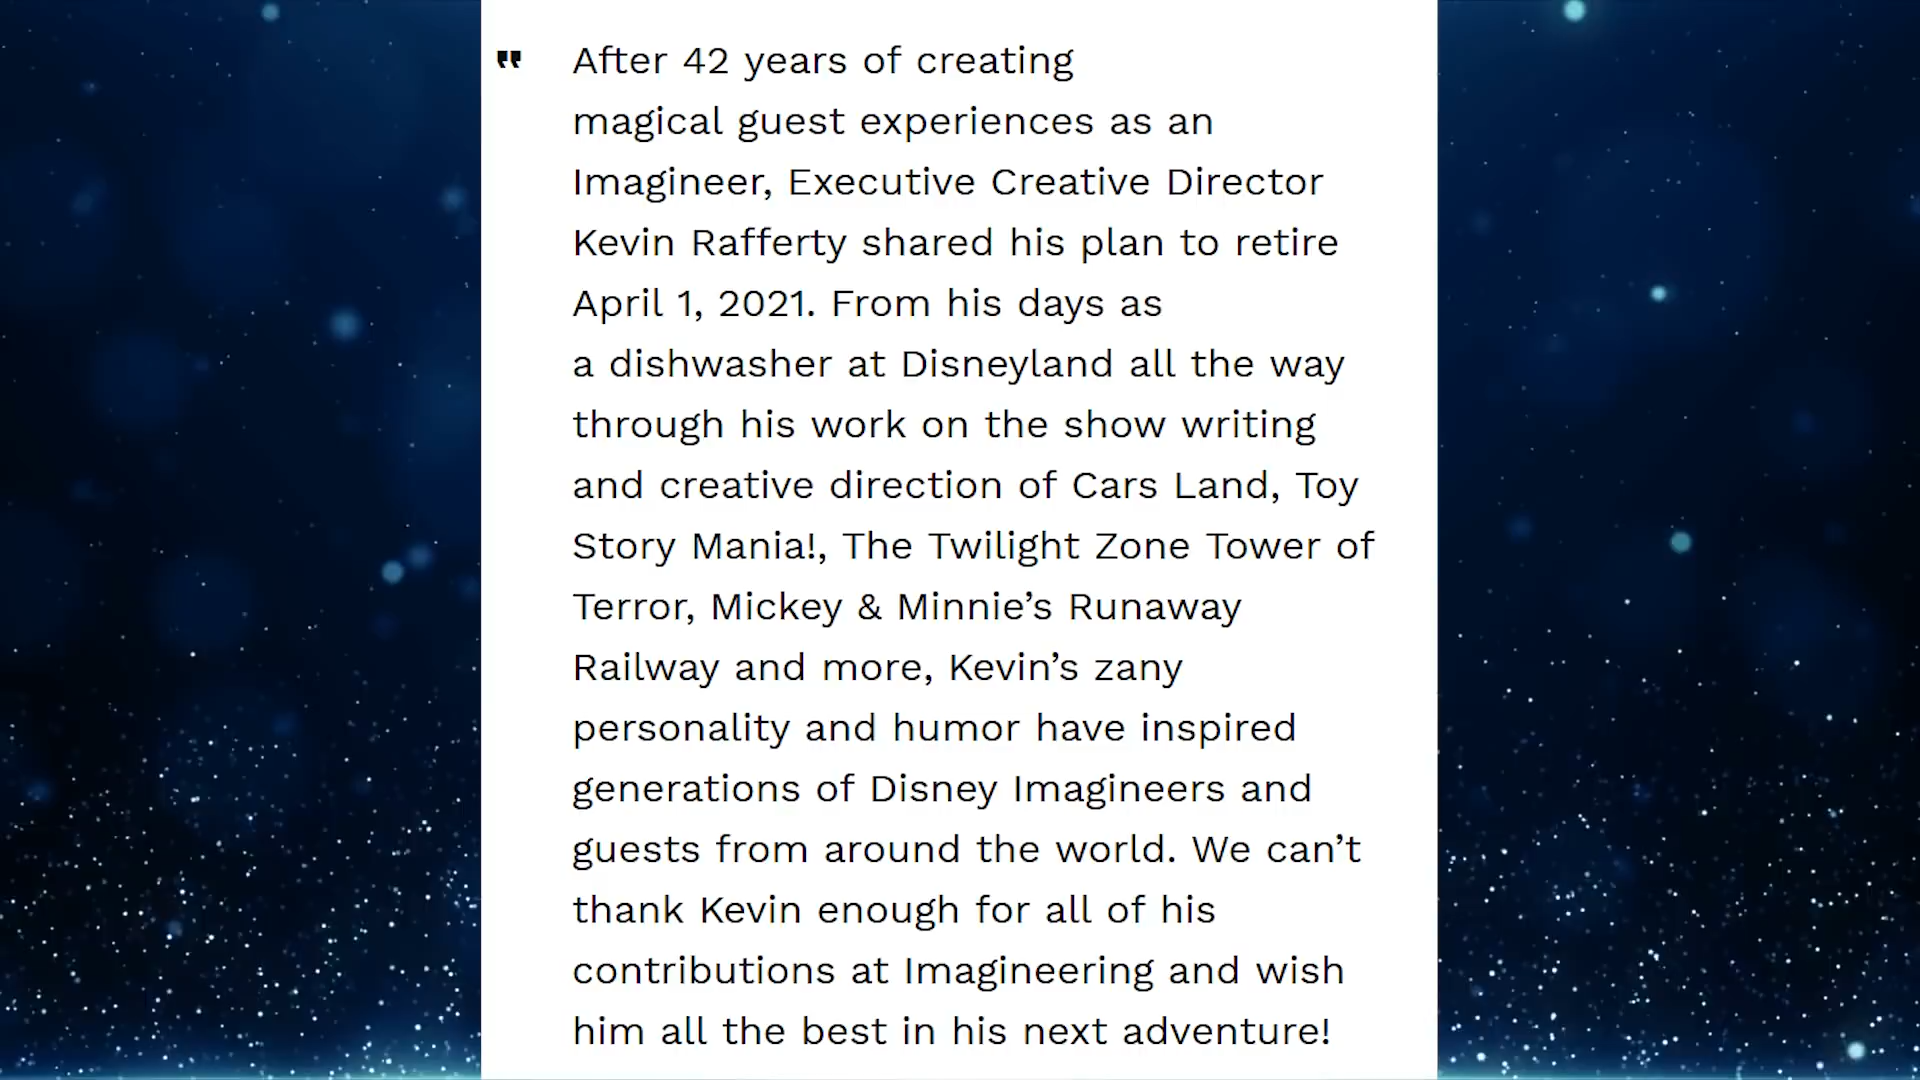 " After 42 years of creating
magical guest experiences as an
Imagineer, Executive Creative Director
Kevin Rafferty shared his plan to retire
April 1, 2021. From his days as
a dishwasher at Disneyland all the way
through his work on the show writing
and creative direction of Cars Land, Toy
Story Mania!, The Twilight Zone Tower of
Terror, Mickey & Minnie’s Runaway
Railway and more, Kevin’s zany
personality and humor have inspired
generations of Disney Imagineers and
guests from around the world. We can’t
thank Kevin enough for all of his
contributions at Imagineering and wish
him all the best in his next adventure!